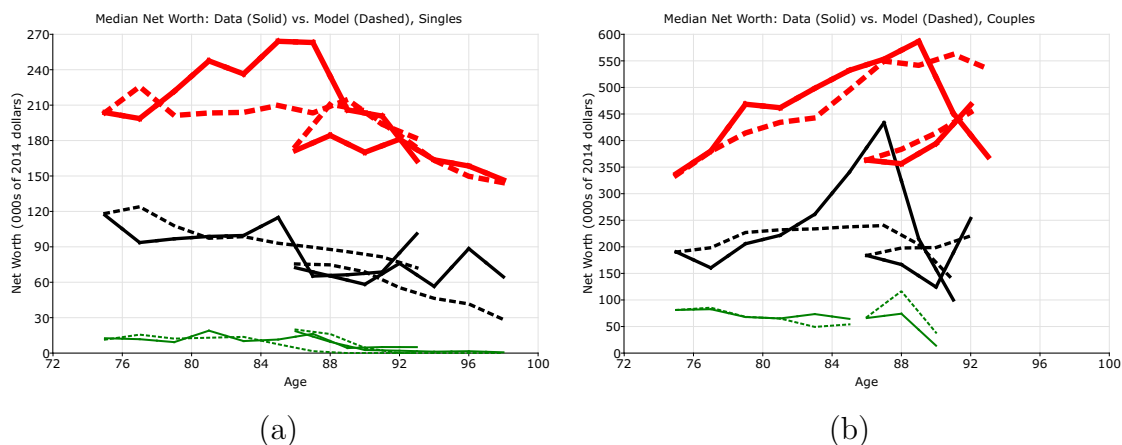 Median Net Worth: Data (Solid) vs. Model (Dashed), Singles
270
240
210
180
150
120
90
60
30
0
72 76 80 84 88 92 96 100
Net Worth (000s of 2014 dollars)
Age
(a)
Median Net Worth: Data (Solid) vs. Model (Dashed), Couples
600
550
500
450
400
350
300
250
200
150
100
50
0
72 76 80 84 88 92 96 100
Net Worth (000s of 2014 dollars)
Age
(b)